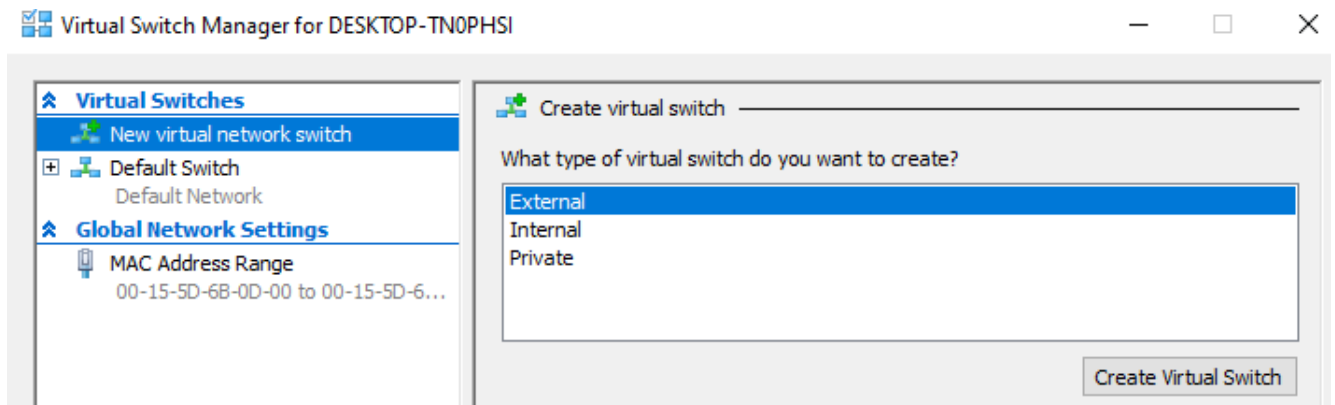 Virtual Switch Manager for DESKTOP-TN0PHSI
Virtual Switches
New virtual network switch
Default Switch
Default Network
Global Network Settings
MAC Address Range
00-15-5D-6B-0D-00 to 00-15-5D-6...
Create virtual switch
What type of virtual switch do you want to create?
External
Internal
Private
Create Virtual Switch